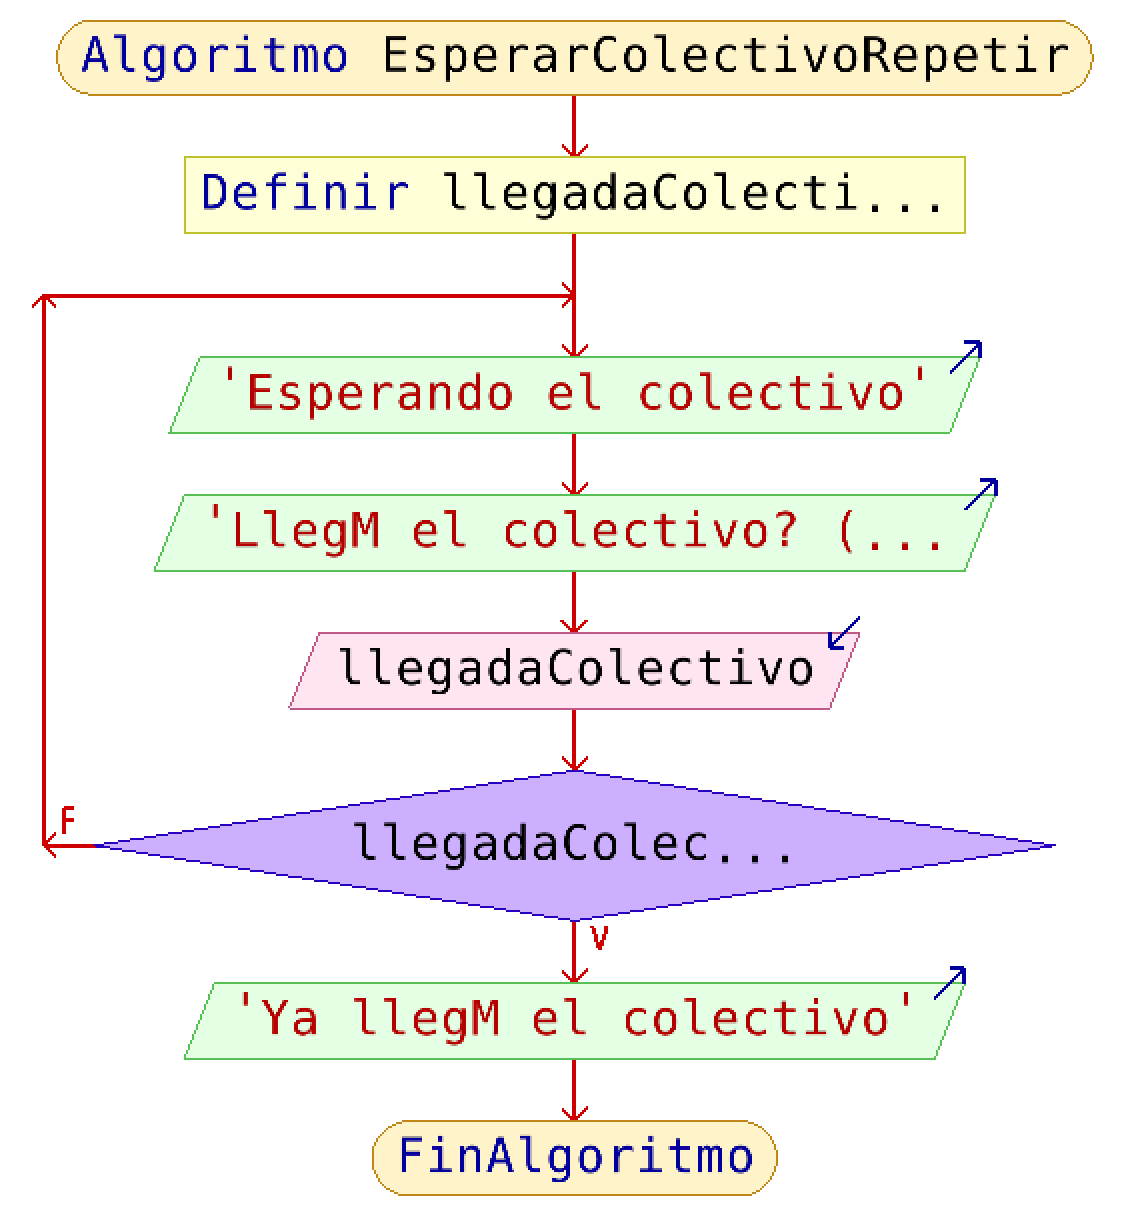 Algoritmo EsperarColectivoRepetir
Definir llegadaColecti...
'Esperando el colectivo'
'LlegM el colectivo? (...
llegadaColectivo
F
llegadaColec...
V
'Ya llegM el colectivo'
FinAlgoritmo